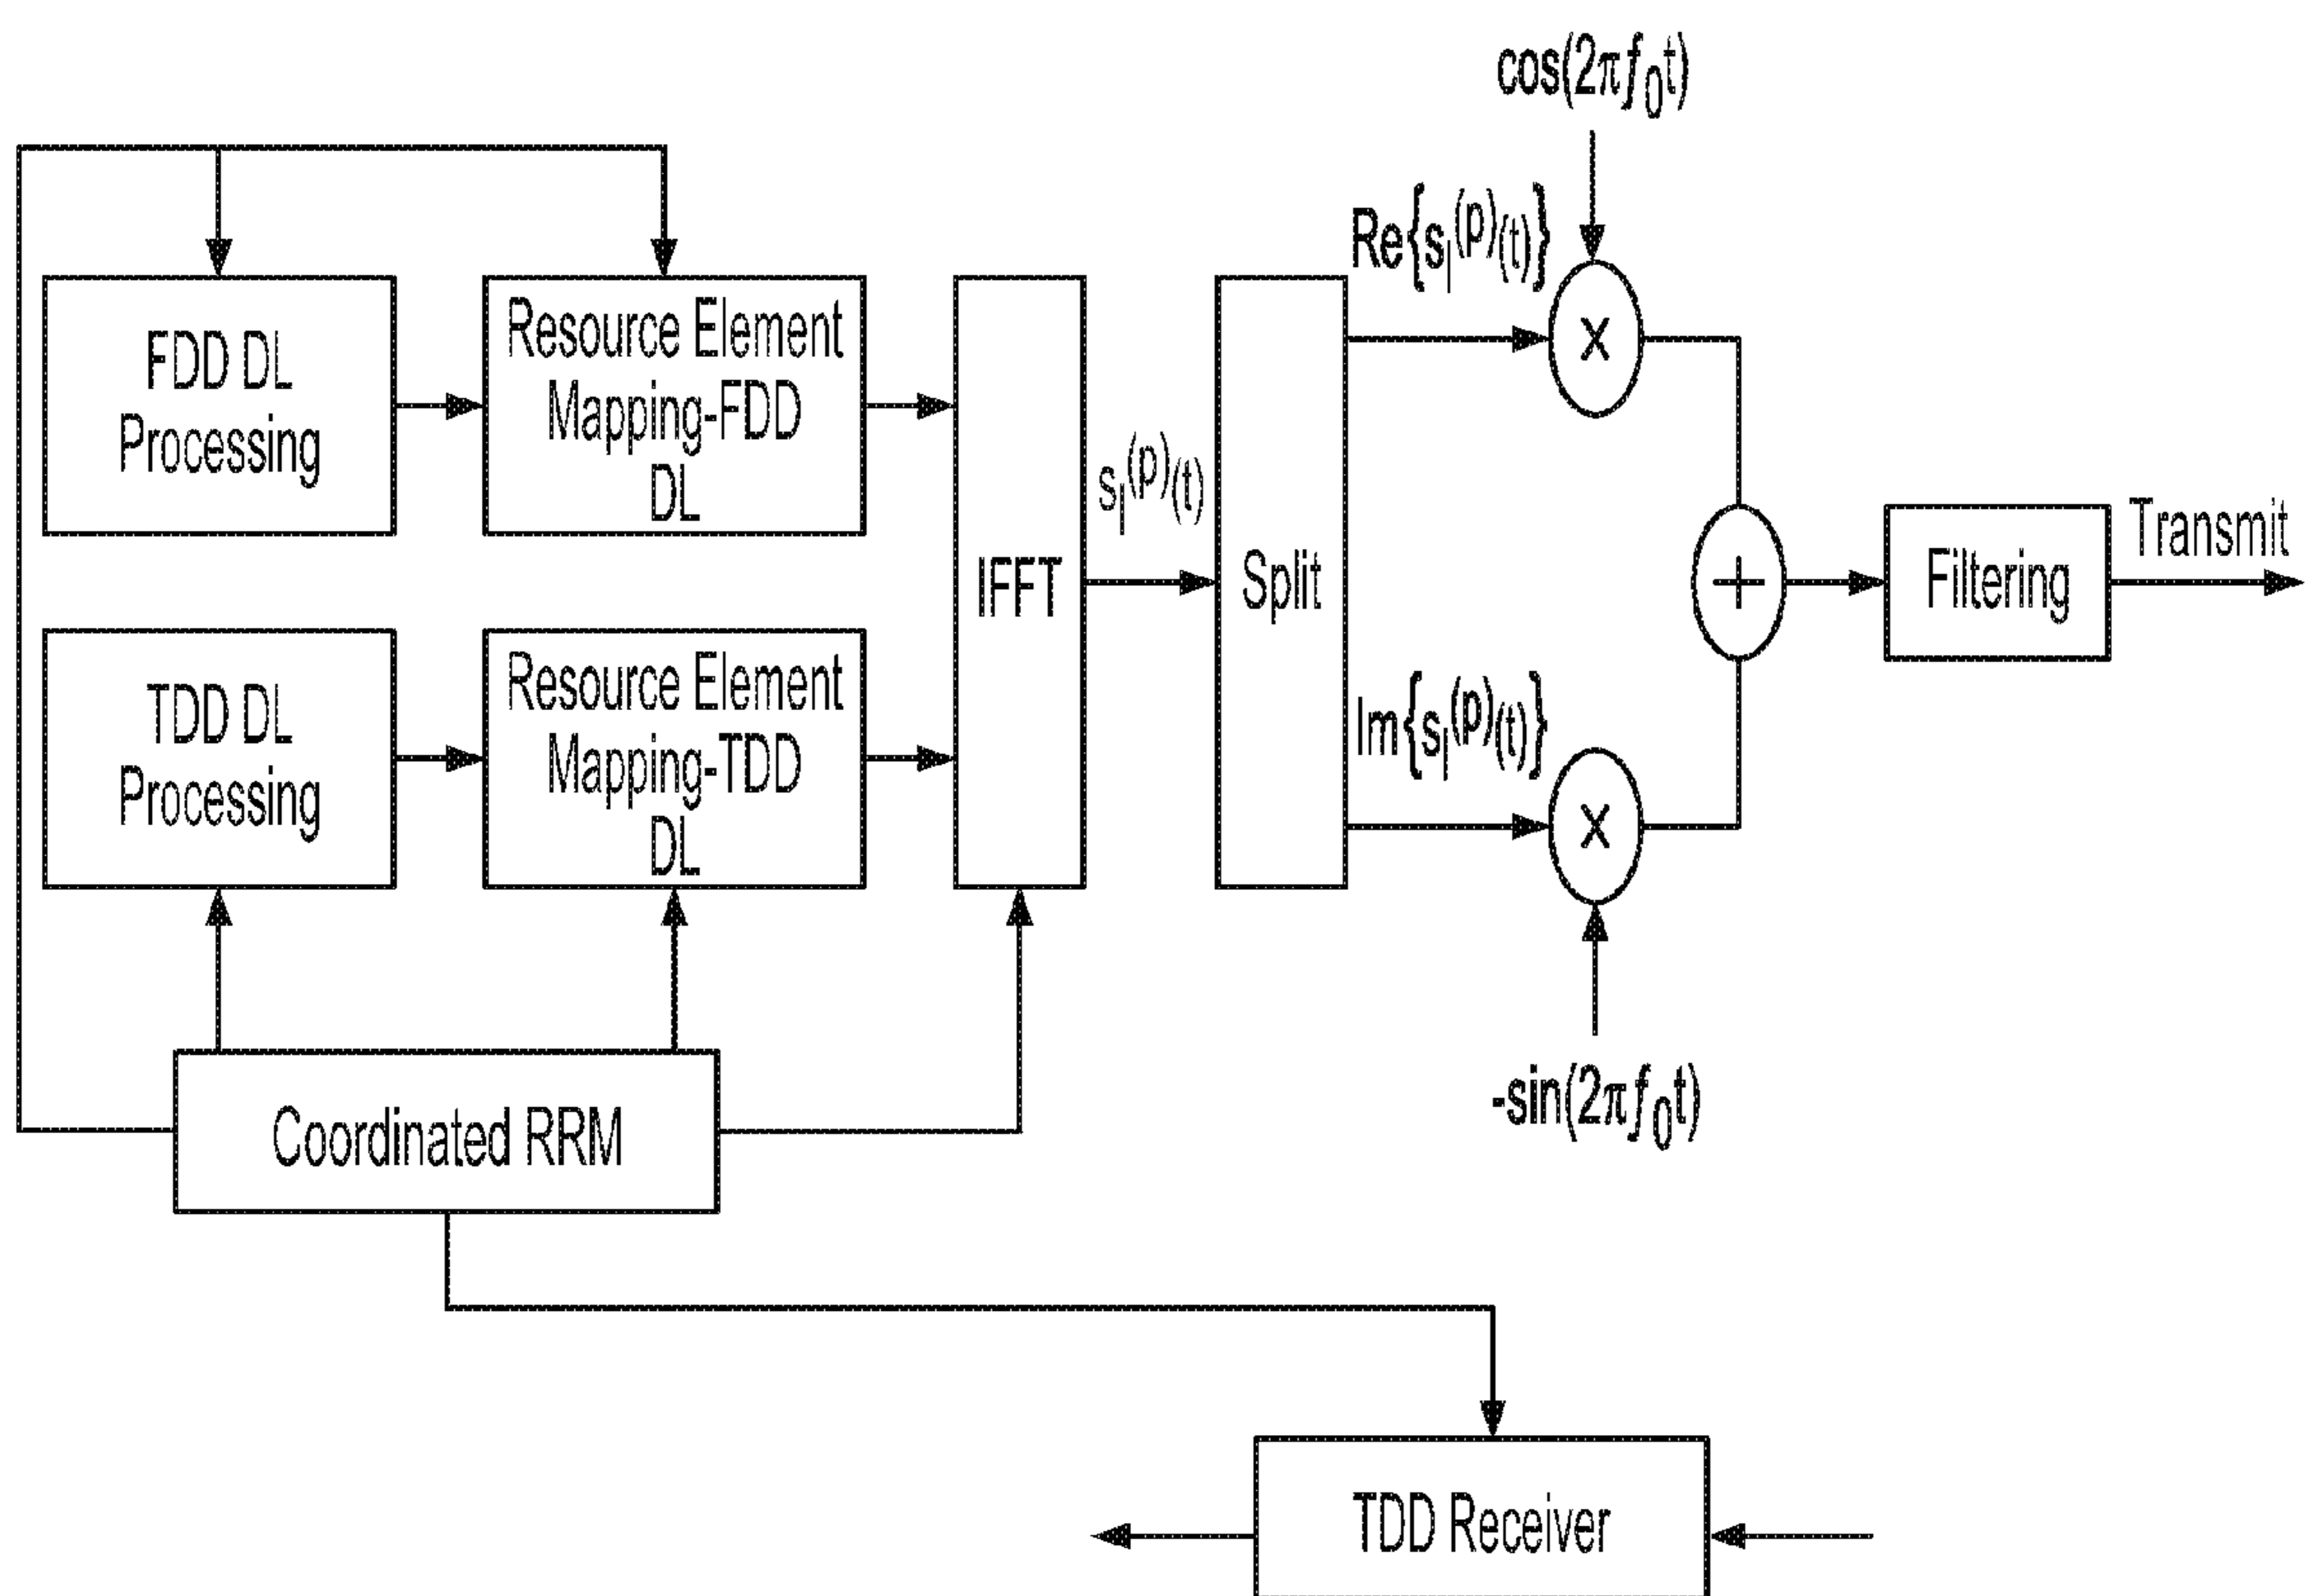 cos(2πf₀t)
Re{sₗ⁽ᵖ⁾(t)}
FDD DL
Processing
Resource Element
Mapping-FDD
DL
sₗ⁽ᵖ⁾(t)
IFFT
Split
+
Filtering
Transmit
x
TDD DL
Processing
Resource Element
Mapping-TDD
DL
Im{sₗ⁽ᵖ⁾(t)}
x
-sin(2πf₀t)
Coordinated RRM
TDD Receiver